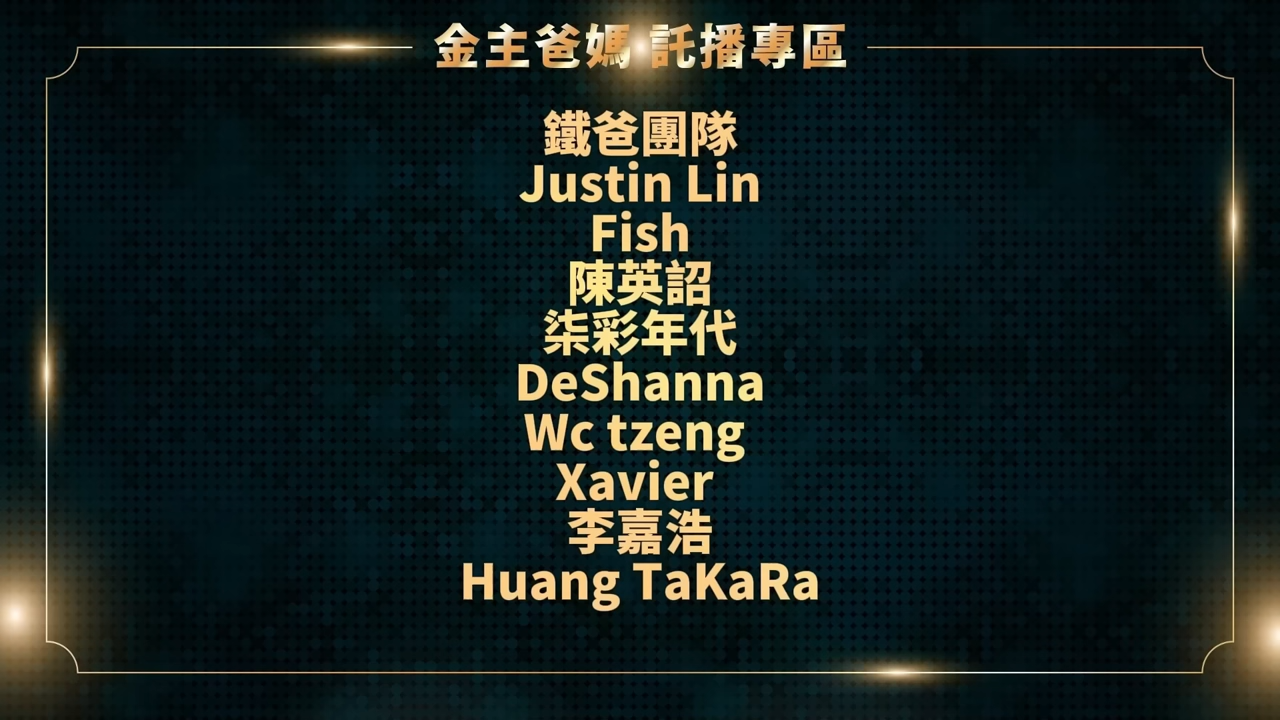 金主爸媽 託播專區
鐵爸團隊
Justin Lin
Fish
陳英詔
柒彩年代
DeShanna
Wc tzeng
Xavier
李嘉浩
Huang TaKaRa